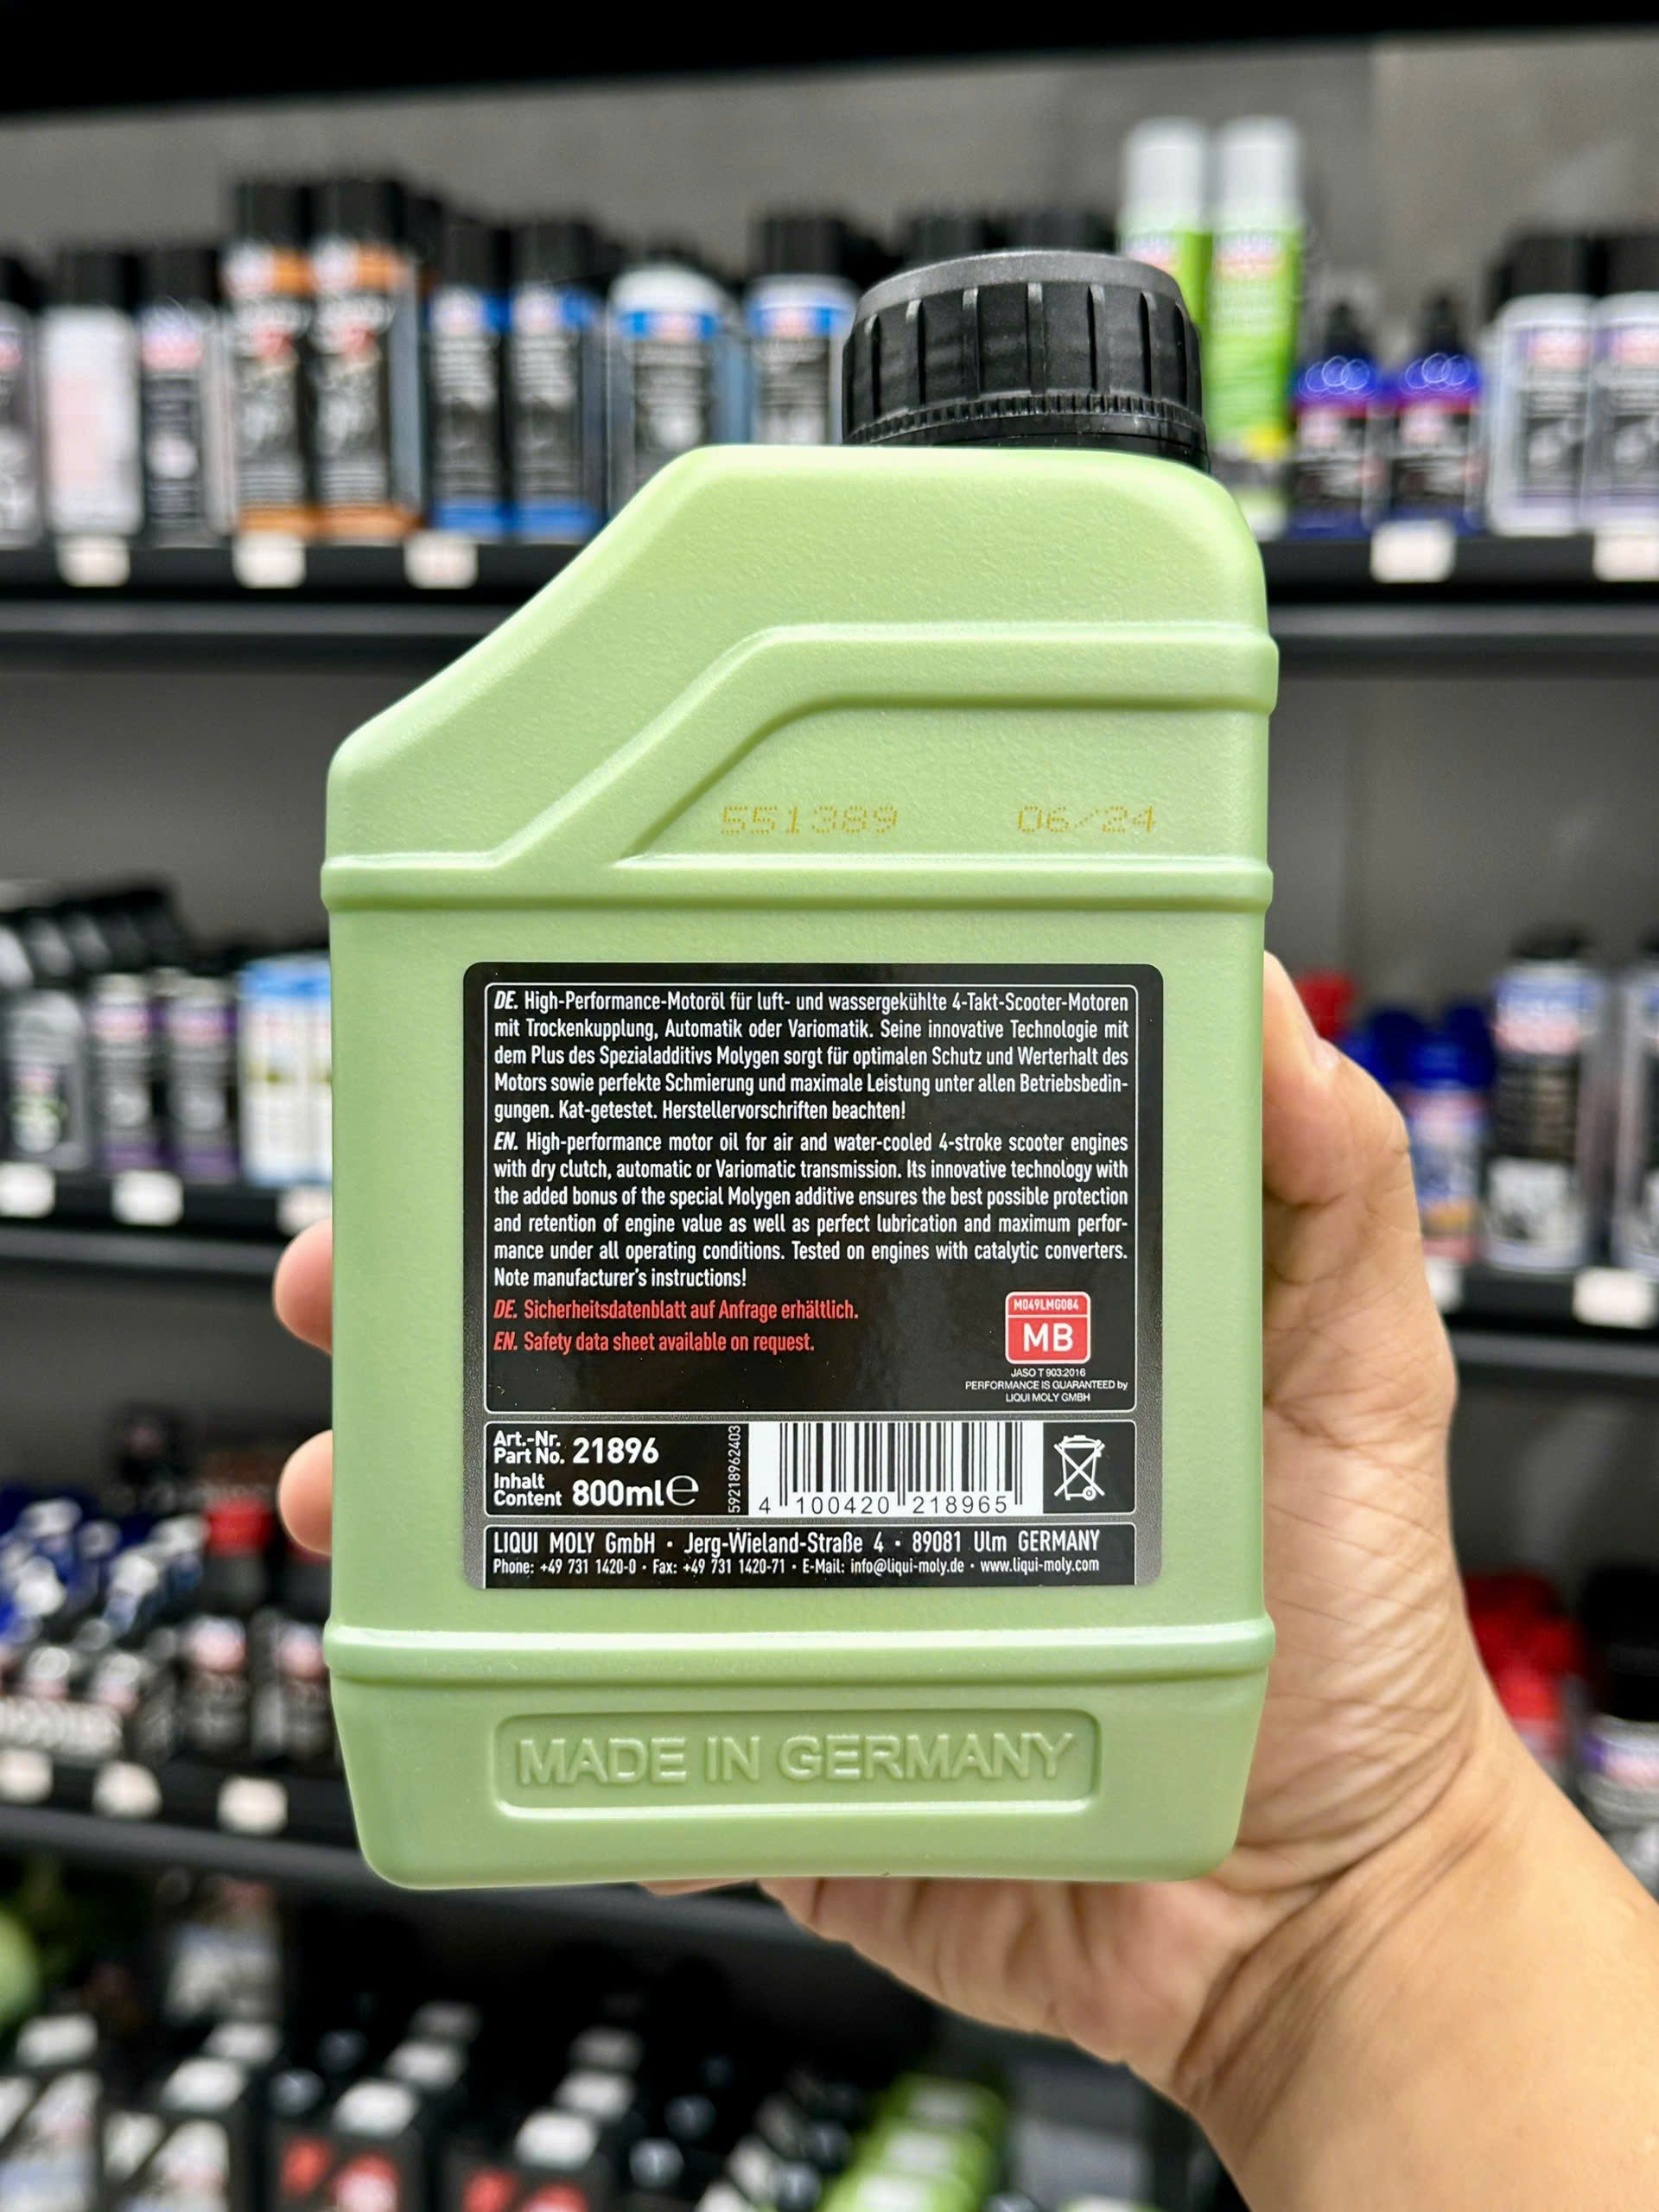 551389 06/24
DE. High-Performance-Motoröl für luft- und wassergekühlte 4-Takt-Scooter-Motoren
mit Trockenkupplung, Automatik oder Variomatik. Seine innovative Technologie mit
dem Plus des Spezialadditivs Molygen sorgt für optimalen Schutz und Werterhalt des
Motors sowie perfekte Schmierung und maximale Leistung unter allen Betriebsbedin-
gungen. Kat-getestet. Herstellervorschriften beachten!
EN. High-performance motor oil for air and water-cooled 4-stroke scooter engines
with dry clutch, automatic or Variomatic transmission. Its innovative technology with
the added bonus of the special Molygen additive ensures the best possible protection
and retention of engine value as well as perfect lubrication and maximum perfor-
mance under all operating conditions. Tested on engines with catalytic converters.
Note manufacturer's instructions!
DE. Sicherheitsdatenblatt auf Anfrage erhältlich.
EN. Safety data sheet available on request.
M049LMG084
MB
JASO T 903:2016
PERFORMANCE IS GUARANTEED by
LIQUI MOLY GMBH
Art.-Nr.
Part No. 21896
Inhalt
Content 800ml e
59218962403
4 100420 218965
LIQUI MOLY GmbH · Jerg-Wieland-Straße 4 · 89081 Ulm GERMANY
Phone: +49 731 1420-0 · Fax: +49 731 1420-71 · E-Mail: info@liqui-moly.de · www.liqui-moly.com
MADE IN GERMANY